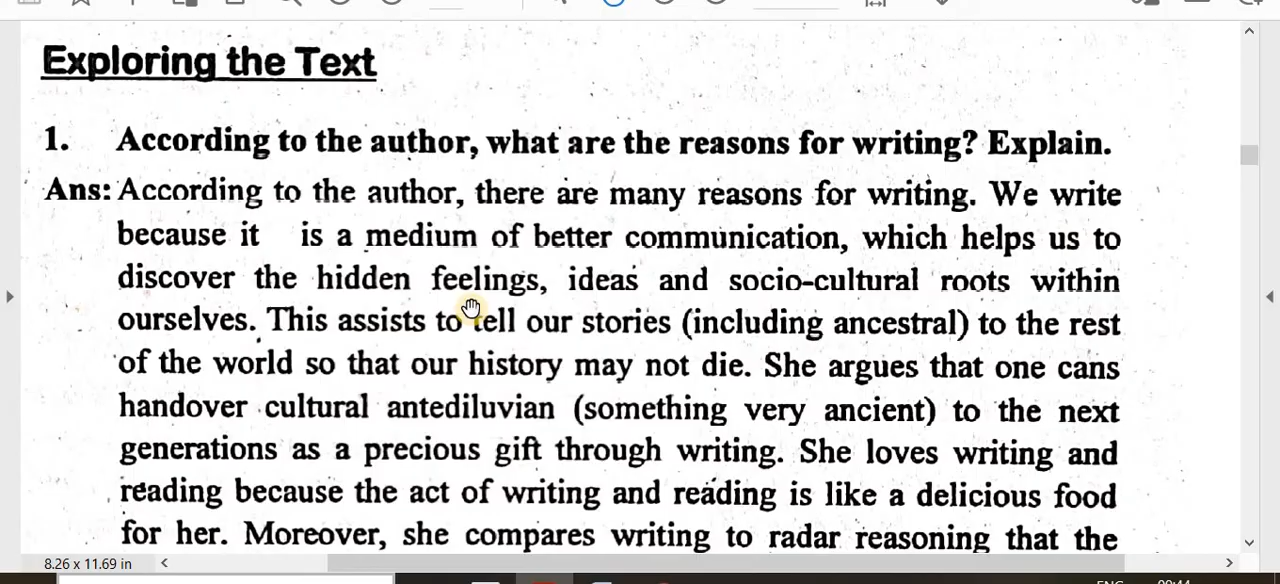 Exploring the Text
1. According to the author, what are the reasons for writing? Explain.
Ans: According to the author, there are many reasons for writing. We write
because it is a medium of better communication, which helps us to
discover the hidden feelings, ideas and socio-cultural roots within
ourselves. This assists to tell our stories (including ancestral) to the rest
of the world so that our history may not die. She argues that one cans
handover cultural antediluvian (something very ancient) to the next
generations as a precious gift through writing. She loves writing and
reading because the act of writing and reading is like a delicious food
for her. Moreover, she compares writing to radar reasoning that the
8.26 x 11.69 in